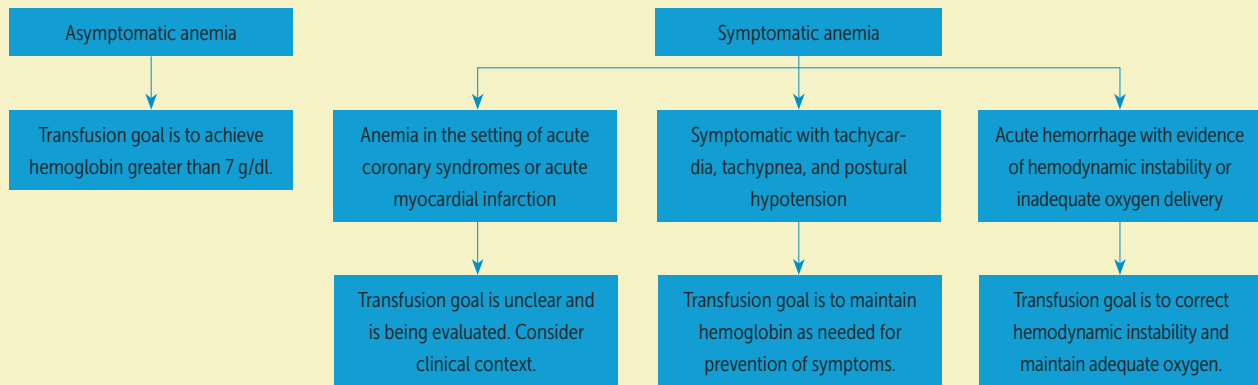 Asymptomatic anemia
Symptomatic anemia
Transfusion goal is to achieve
hemoglobin greater than 7 g/dl.
Anemia in the setting of acute
coronary syndromes or acute
myocardial infarction
Symptomatic with tachycar-
dia, tachypnea, and postural
hypotension
Acute hemorrhage with evidence
of hemodynamic instability or
inadequate oxygen delivery
Transfusion goal is unclear and
is being evaluated. Consider
clinical context.
Transfusion goal is to maintain
hemoglobin as needed for
prevention of symptoms.
Transfusion goal is to correct
hemodynamic instability and
maintain adequate oxygen.